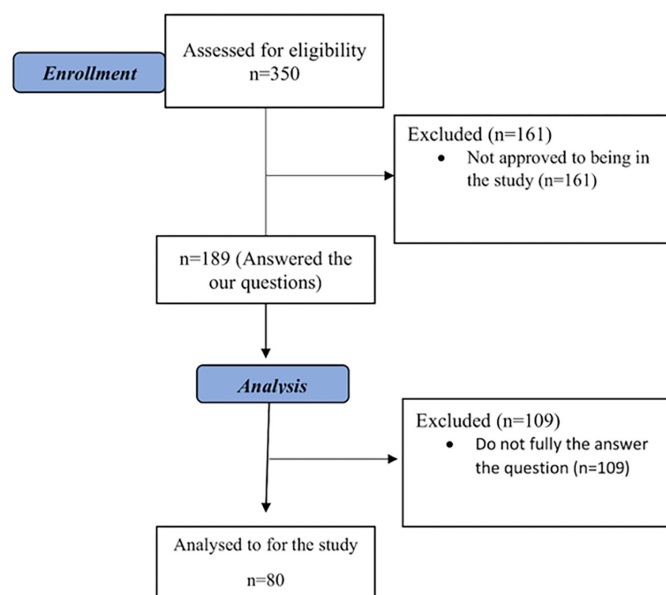 Assessed for eligibility
n=350
Enrollment
Excluded (n=161)
• Not approved to being in
the study (n=161)
n=189 (Answered the
our questions)
Analysis
Excluded (n=109)
• Do not fully the answer
the question (n=109)
Analysed to for the study
n=80